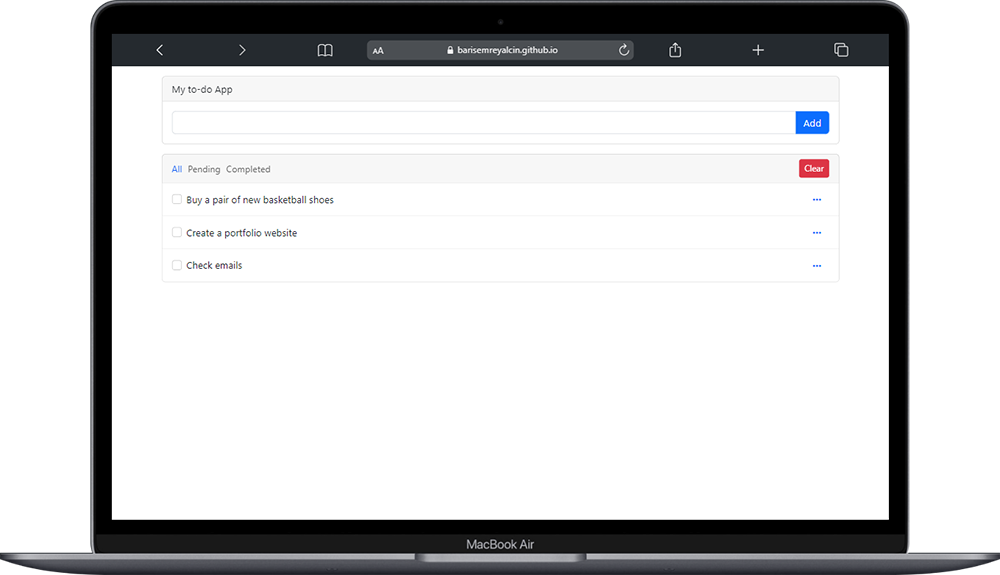 AA barisemreyalcin.github.io
My to-do App
Add
All Pending Completed Clear
Buy a pair of new basketball shoes
Create a portfolio website
Check emails
MacBook Air